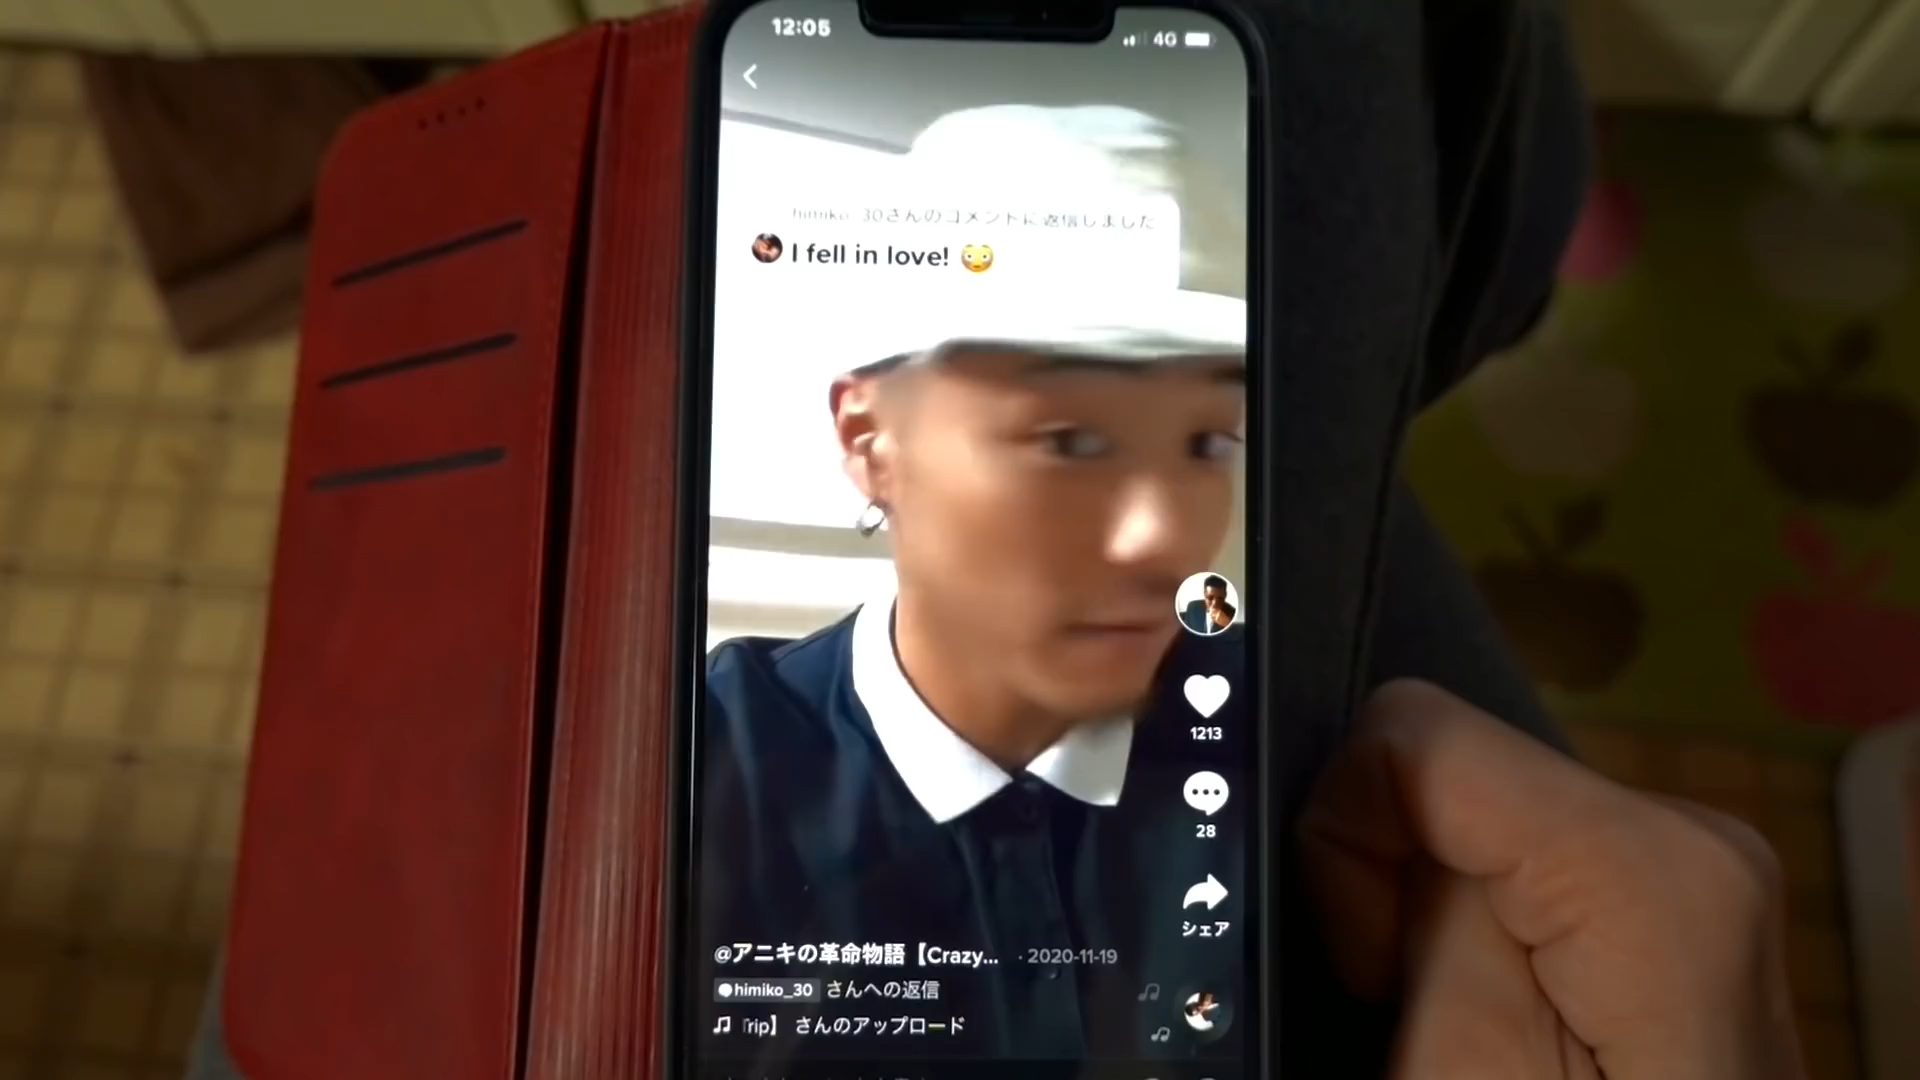 12:05
4G
himiko_30さんのコメントに返信しました
I fell in love! 😳
1213
28
シェア
@アニキの革命物語【Crazy... · 2020-11-19
himiko_30 さんへの返信
rip】 さんのアップロード